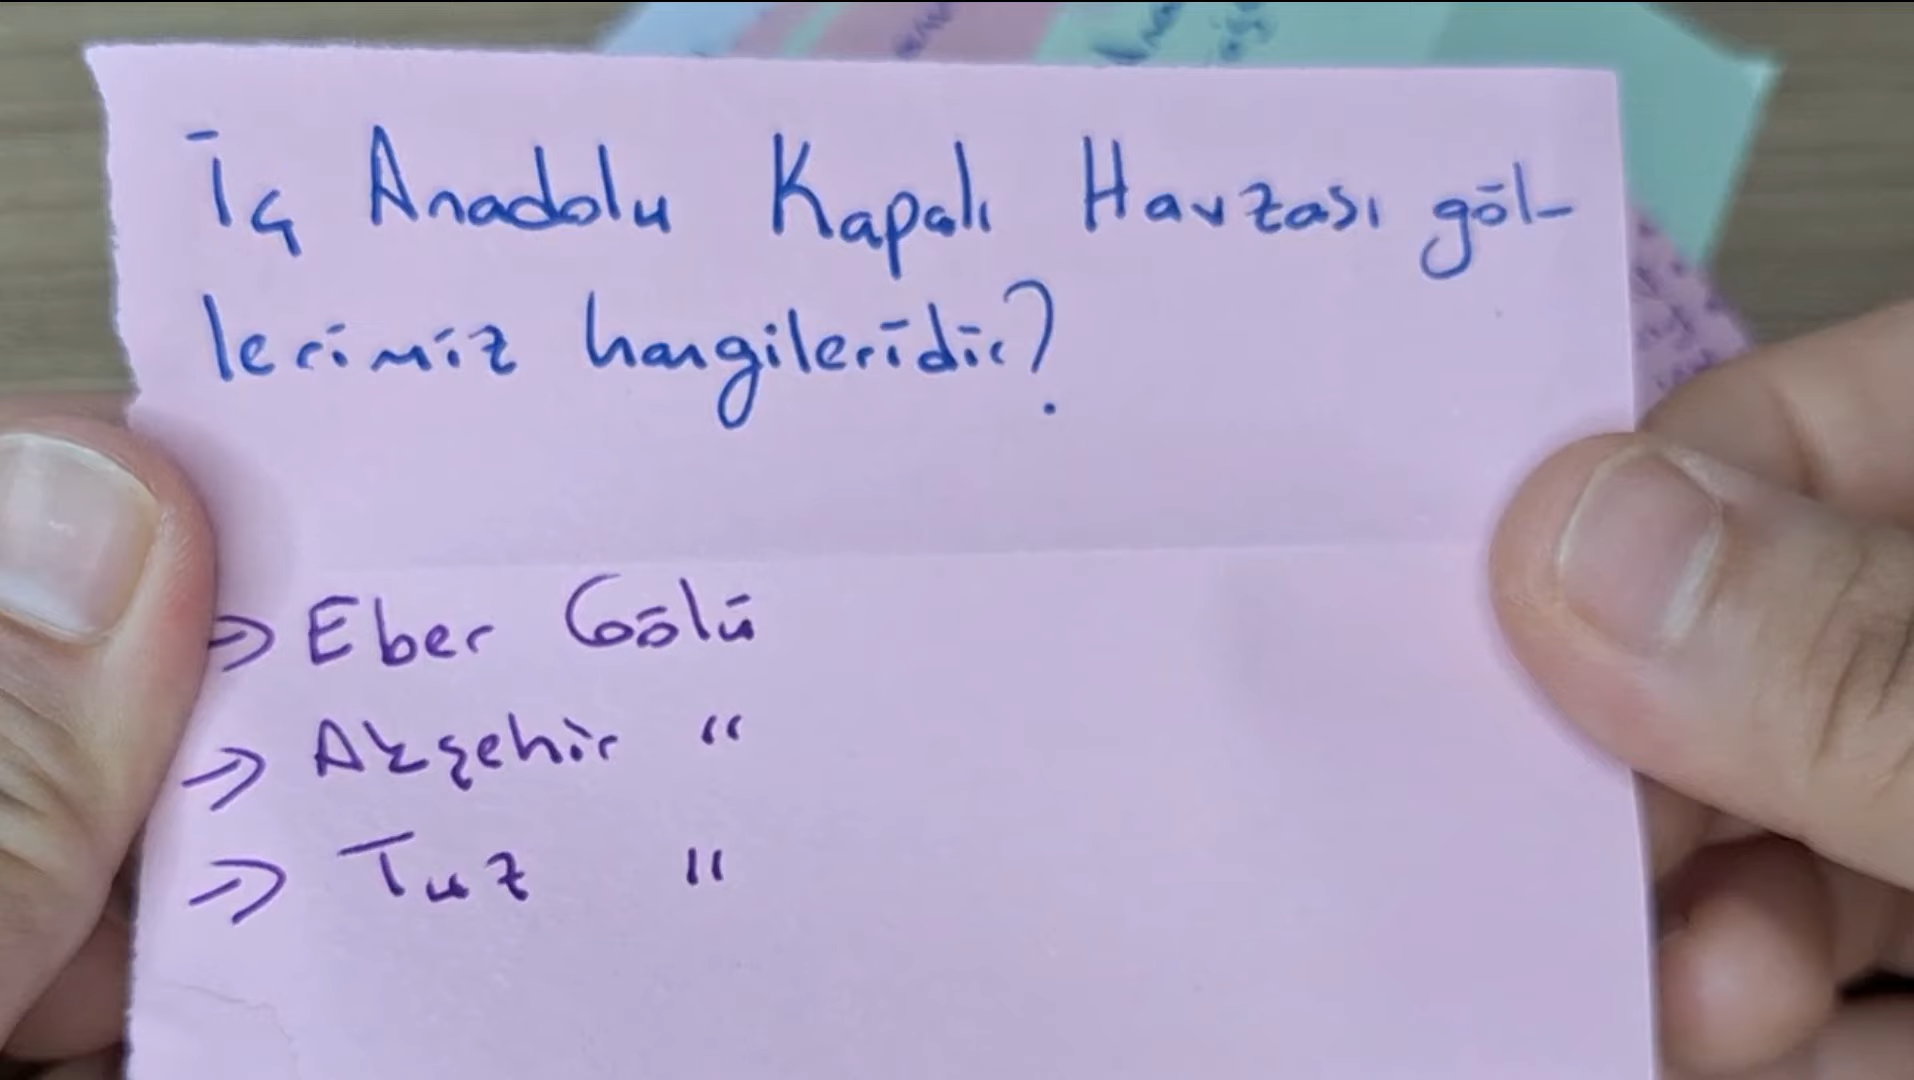 İç Anadolu Kapalı Havzası göl-
lerimiz hangileridir?
⇒ Eber Gölü
⇒ Akşehir "
⇒ Tuz "